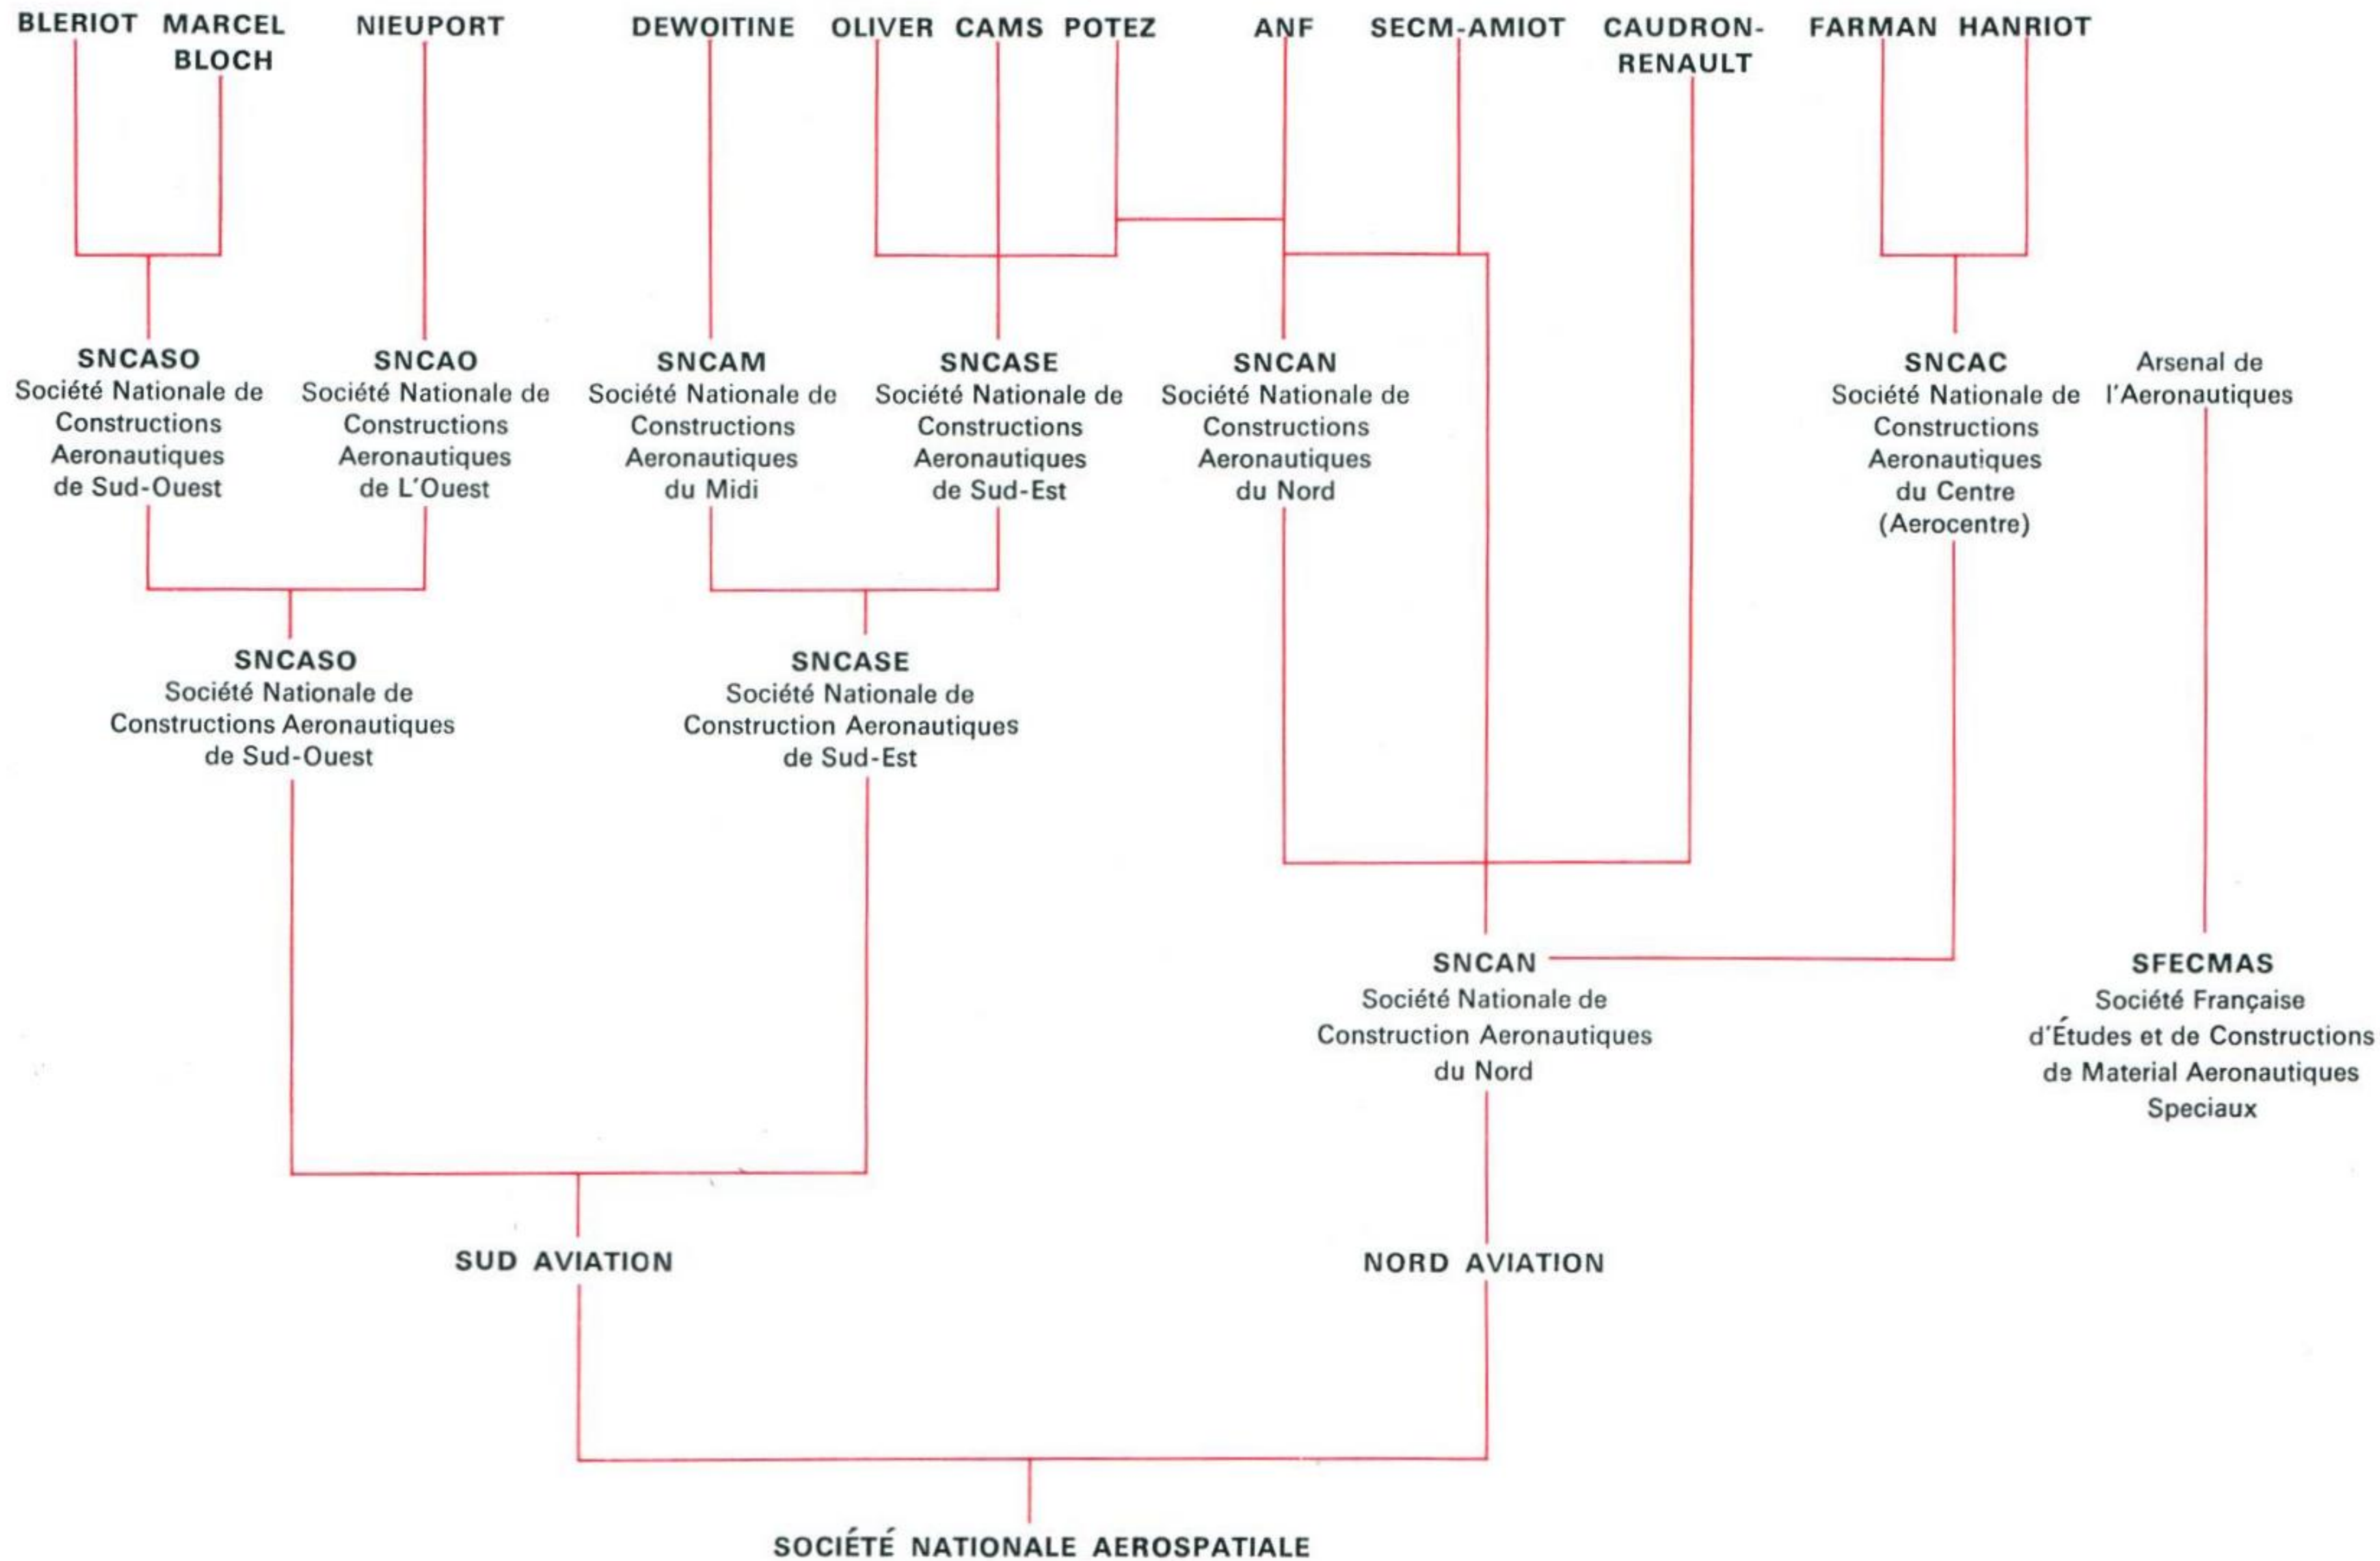 BLERIOT
MARCEL
BLOCH
NIEUPORT
DEWOITINE
OLIVER
CAMS
POTEZ
ANF
SECM-AMIOT
CAUDRON-
RENAULT
FARMAN
HANRIOT
SNCASO
Société Nationale de
Constructions
Aeronautiques
de Sud-Ouest
SNCAO
Société Nationale de
Constructions
Aeronautiques
de L'Ouest
SNCAM
Société Nationale de
Constructions
Aeronautiques
du Midi
SNCASE
Société Nationale de
Constructions
Aeronautiques
de Sud-Est
SNCAN
Société Nationale de
Constructions
Aeronautiques
du Nord
SNCAC
Société Nationale de
Constructions
Aeronautiques
du Centre
(Aerocentre)
Arsenal de
l'Aeronautiques
SNCASO
Société Nationale de
Constructions Aeronautiques
de Sud-Ouest
SNCASE
Société Nationale de
Construction Aeronautiques
de Sud-Est
SNCAN
Société Nationale de
Construction Aeronautiques
du Nord
SFECMAS
Société Française
d'Études et de Constructions
de Material Aeronautiques
Speciaux
SUD AVIATION
NORD AVIATION
SOCIÉTÉ NATIONALE AEROSPATIALE